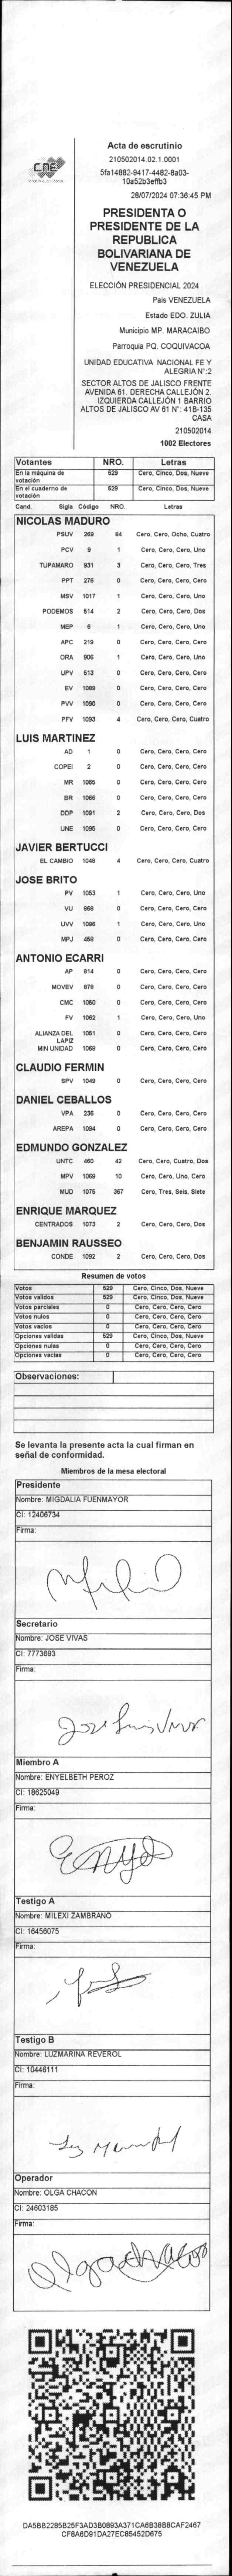 CNE
Acta de escrutinio
210502014.02.1.0001
5fa14882-9417-4482-8a03-
10a52b3effb3
28/07/2024 07:36:45 PM
PRESIDENTA O
PRESIDENTE DE LA
REPUBLICA
BOLIVARIANA DE
VENEZUELA
ELECCIÓN PRESIDENCIAL 2024
Pais VENEZUELA
Estado EDO. ZULIA
Municipio MP. MARACAIBO
Parroquia PQ. COQUIVACOA
UNIDAD EDUCATIVA NACIONAL FE Y
ALEGRIA N°:2
SECTOR ALTOS DE JALISCO FRENTE
AVENIDA 61. DERECHA CALLEJÓN 2.
IZQUIERDA CALLEJÓN 1 BARRIO
ALTOS DE JALISCO AV 61 N°: 41B-135
CASA
210502014
1002 Electores
Votantes NRO. Letras
En la máquina de votación 529 Cero, Cinco, Dos, Nueve
En el cuaderno de votación 529 Cero, Cinco, Dos, Nueve
Cand. Sigla Código NRO. Letras
NICOLAS MADURO
PSUV 269 84 Cero, Cero, Ocho, Cuatro
PCV 9 1 Cero, Cero, Cero, Uno
TUPAMARO 931 3 Cero, Cero, Cero, Tres
PPT 276 0 Cero, Cero, Cero, Cero
MSV 1017 1 Cero, Cero, Cero, Uno
PODEMOS 514 2 Cero, Cero, Cero, Dos
MEP 6 1 Cero, Cero, Cero, Uno
APC 219 0 Cero, Cero, Cero, Cero
ORA 906 1 Cero, Cero, Cero, Uno
UPV 513 0 Cero, Cero, Cero, Cero
EV 1089 0 Cero, Cero, Cero, Cero
PVV 1090 0 Cero, Cero, Cero, Cero
PFV 1093 4 Cero, Cero, Cero, Cuatro
LUIS MARTINEZ
AD 1 0 Cero, Cero, Cero, Cero
COPEI 2 0 Cero, Cero, Cero, Cero
MR 1065 0 Cero, Cero, Cero, Cero
BR 1066 0 Cero, Cero, Cero, Cero
DDP 1091 2 Cero, Cero, Cero, Dos
UNE 1095 0 Cero, Cero, Cero, Cero
JAVIER BERTUCCI
EL CAMBIO 1048 4 Cero, Cero, Cero, Cuatro
JOSE BRITO
PV 1053 1 Cero, Cero, Cero, Uno
VU 868 0 Cero, Cero, Cero, Cero
UVV 1096 1 Cero, Cero, Cero, Uno
MPJ 458 0 Cero, Cero, Cero, Cero
ANTONIO ECARRI
AP 814 0 Cero, Cero, Cero, Cero
MOVEV 878 0 Cero, Cero, Cero, Cero
CMC 1050 0 Cero, Cero, Cero, Cero
FV 1062 1 Cero, Cero, Cero, Uno
ALIANZA DEL LAPIZ 1051 0 Cero, Cero, Cero, Cero
MIN UNIDAD 1058 0 Cero, Cero, Cero, Cero
CLAUDIO FERMIN
SPV 1049 0 Cero, Cero, Cero, Cero
DANIEL CEBALLOS
VPA 236 0 Cero, Cero, Cero, Cero
AREPA 1094 0 Cero, Cero, Cero, Cero
EDMUNDO GONZALEZ
UNTC 460 42 Cero, Cero, Cuatro, Dos
MPV 1069 10 Cero, Cero, Uno, Cero
MUD 1075 367 Cero, Tres, Seis, Siete
ENRIQUE MARQUEZ
CENTRADOS 1073 2 Cero, Cero, Cero, Dos
BENJAMIN RAUSSEO
CONDE 1092 2 Cero, Cero, Cero, Dos
Resumen de votos
Votos 529 Cero, Cinco, Dos, Nueve
Votos validos 529 Cero, Cinco, Dos, Nueve
Votos parciales 0 Cero, Cero, Cero, Cero
Votos nulos 0 Cero, Cero, Cero, Cero
Votos vacios 0 Cero, Cero, Cero, Cero
Opciones validas 529 Cero, Cinco, Dos, Nueve
Opciones nulas 0 Cero, Cero, Cero, Cero
Opciones vacias 0 Cero, Cero, Cero, Cero
Observaciones:
Se levanta la presente acta la cual firman en
señal de conformidad.
Miembros de la mesa electoral
Presidente
Nombre: MIGDALIA FUENMAYOR
CI: 12406734
Firma:
Secretario
Nombre: JOSE VIVAS
CI: 7773693
Firma:
Jose Luis Vivas
Miembro A
Nombre: ENYELBETH PEROZ
CI: 18625049
Firma:
Testigo A
Nombre: MILEXI ZAMBRANO
CI: 16456075
Firma:
Testigo B
Nombre: LUZMARINA REVEROL
CI: 10446111
Firma:
Operador
Nombre: OLGA CHACON
CI: 24603185
Firma:
Olga Chacon
DA5BB2285B25F3AD3B0893A371CA6B38B8CAF2467
CF8A6D91DA27EC85452D675